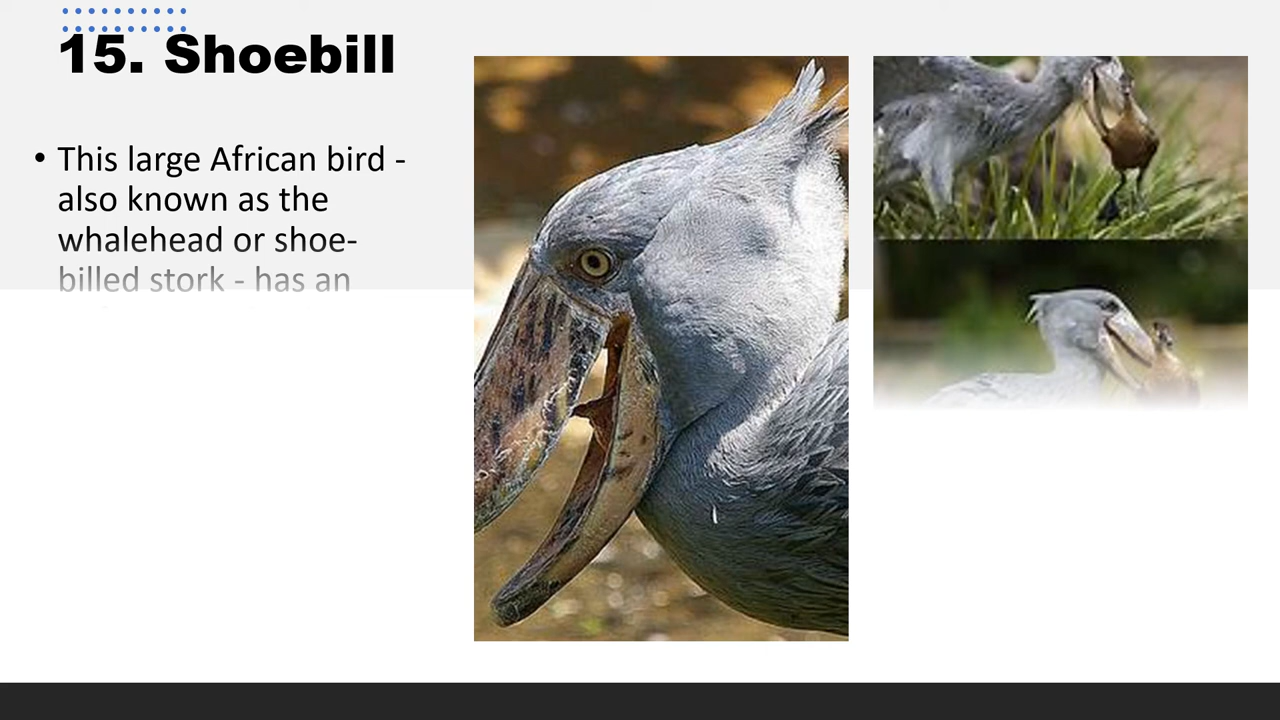 15. Shoebill
• This large African bird -
also known as the
whalehead or shoe-
billed stork - has an